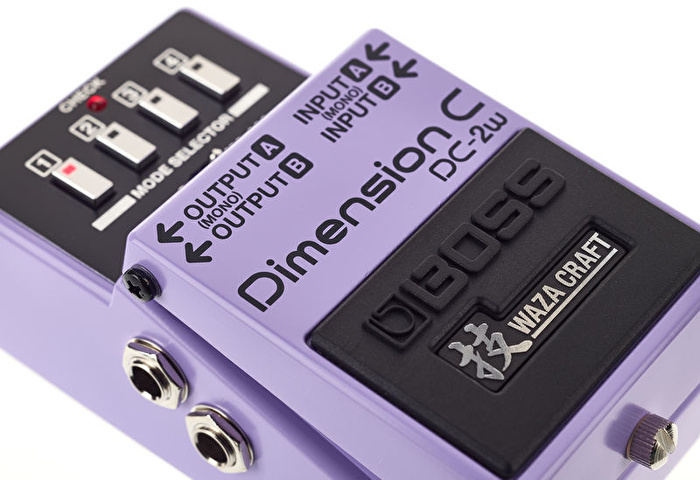 CHECK
1 2 3 4
MODE SELECTOR
INPUT A
(MONO)
INPUT B
OUTPUT A
(MONO)
OUTPUT B
Dimension C
DC-2w
BOSS
技 WAZA CRAFT